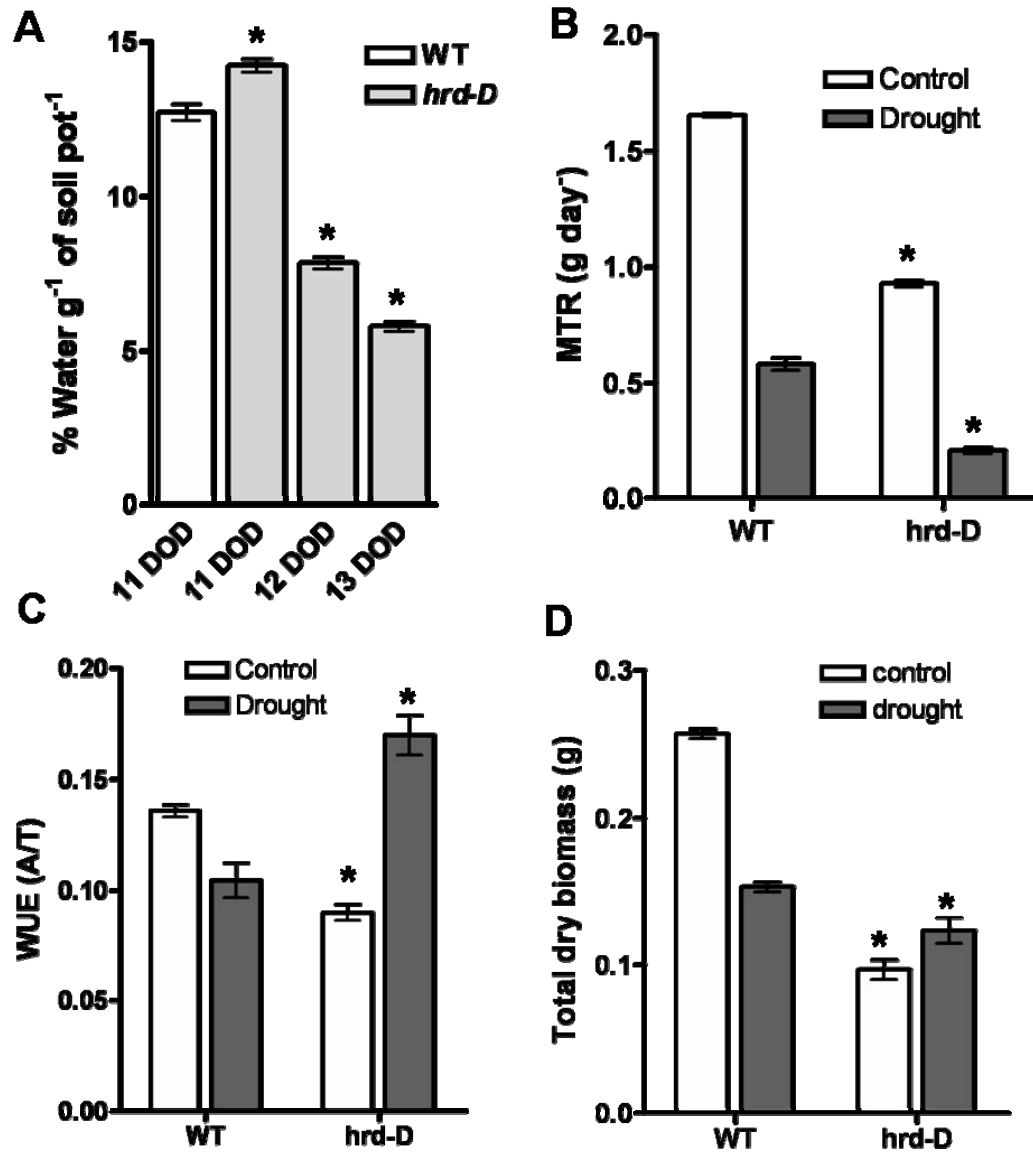 A
% Water g-1 of soil pot-1
15
10
5
0
*
*
*
WT
hrd-D
11 DOD
11 DOD
12 DOD
13 DOD
B
MTR (g day-)
2.0
1.5
1.0
0.5
0.0
Control
Drought
*
*
WT
hrd-D
C
WUE (A/T)
0.20
0.15
0.10
0.05
0.00
Control
Drought
*
*
WT
hrd-D
D
Total dry biomass (g)
0.3
0.2
0.1
0.0
control
drought
*
*
WT
hrd-D